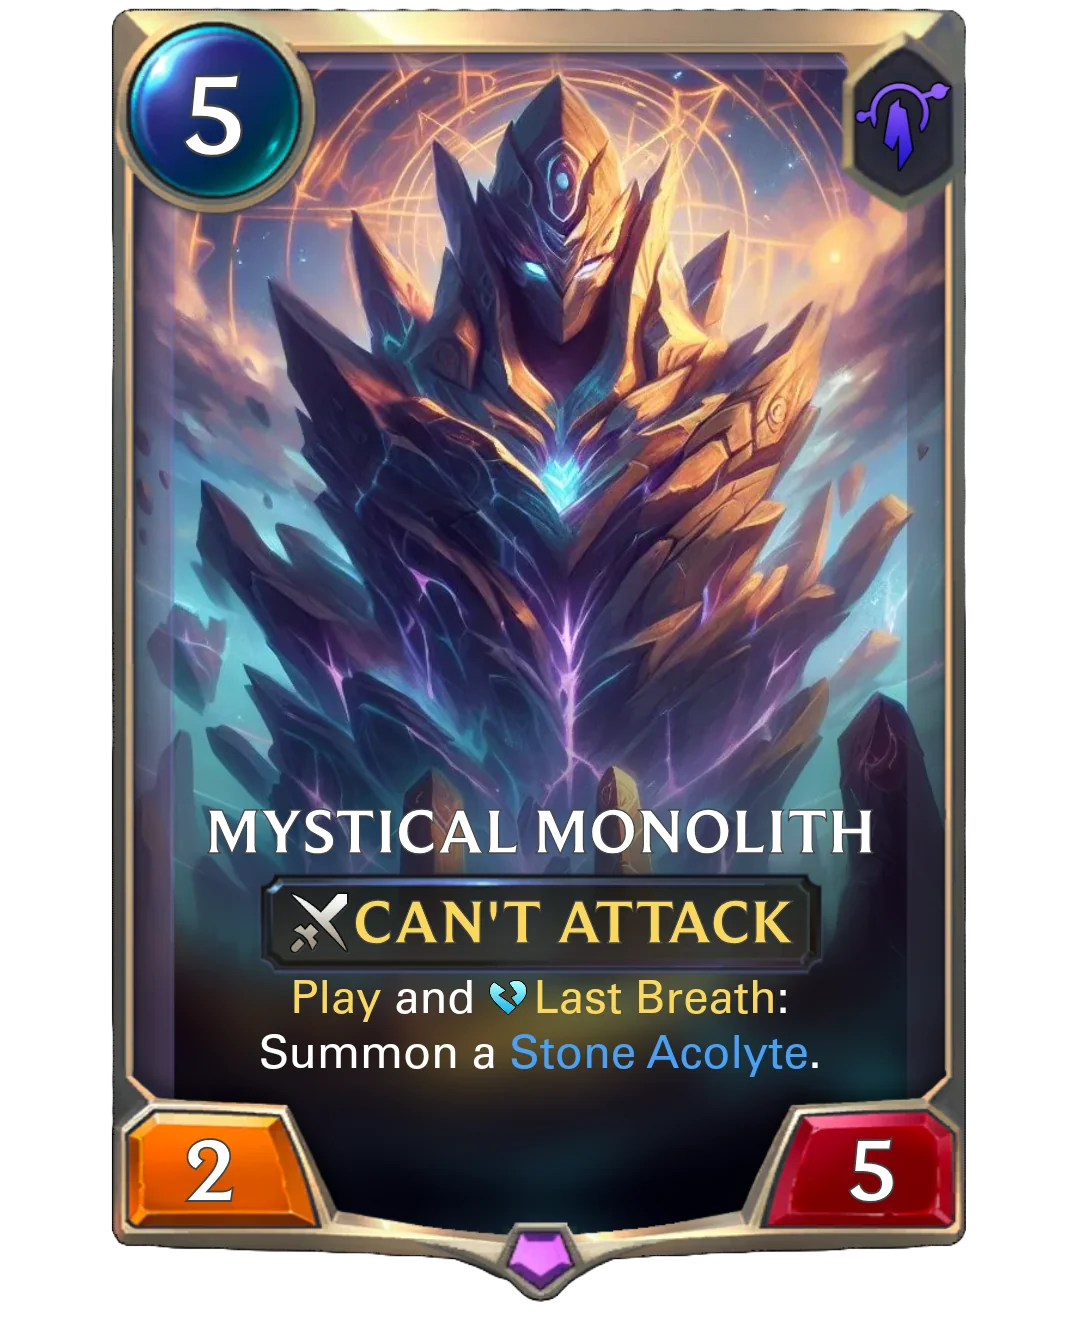 5
MYSTICAL MONOLITH
CAN'T ATTACK
Play and Last Breath:
Summon a Stone Acolyte.
2
5